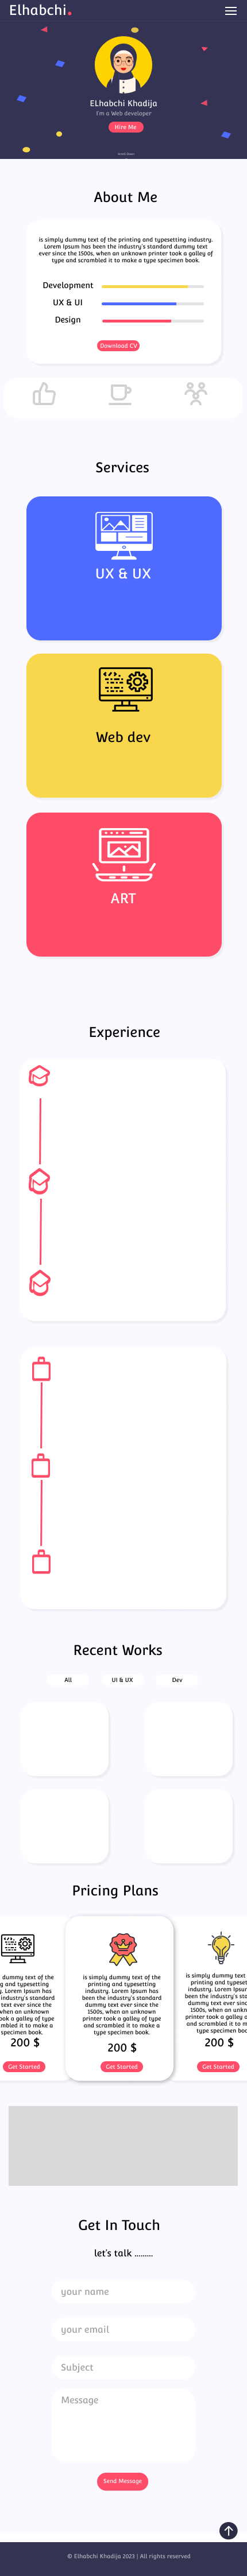 Elhabchi.
ELhabchi Khadija
I'm a Web developer
Hire Me
Scroll Down
About Me
is simply dummy text of the printing and typesetting industry.
Lorem Ipsum has been the industry's standard dummy text
ever since the 1500s, when an unknown printer took a galley of
type and scrambled it to make a type specimen book.
Development
UX & UI
Design
Download CV
Services
UX & UX
Web dev
ART
Experience
Recent Works
All
UI & UX
Dev
Pricing Plans
dummy text of the
g and typesetting
. Lorem Ipsum has
industry's standard
text ever since the
when an unknown
ook a galley of type
mbled it to make a
specimen book.
200 $
Get Started
is simply dummy text of the
printing and typesetting
industry. Lorem Ipsum has
been the industry's standard
dummy text ever since the
1500s, when an unknown
printer took a galley of type
and scrambled it to make a
type specimen book.
200 $
Get Started
is simply dummy text
printing and typeset
industry. Lorem Ipsu
been the industry's sta
dummy text ever sinc
1500s, when an unkn
printer took a galley of
and scrambled it to m
type specimen boo
200 $
Get Started
Get In Touch
let's talk .........
your name
your email
Subject
Message
Send Message
© Elhabchi Khadija 2023 | All rights reserved